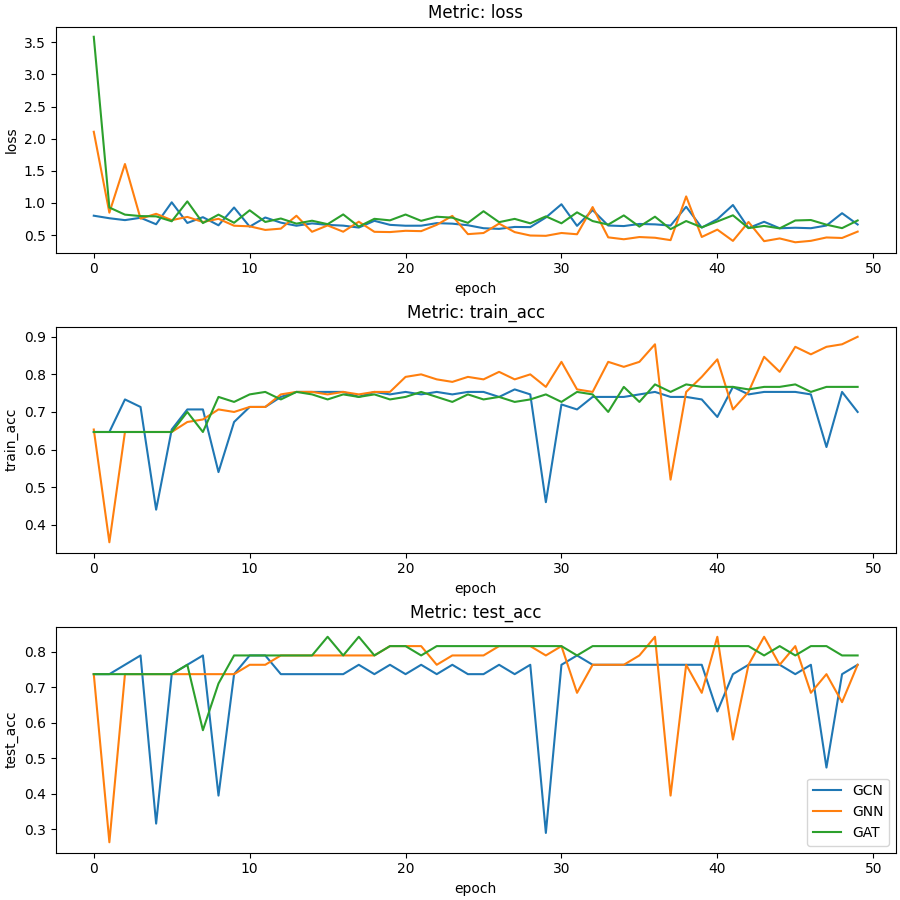 Metric: loss
3.5
3.0
2.5
2.0
1.5
1.0
0.5
loss
0 10 20 30 40 50
epoch
Metric: train_acc
0.9
0.8
0.7
0.6
0.5
0.4
train_acc
0 10 20 30 40 50
epoch
Metric: test_acc
0.8
0.7
0.6
0.5
0.4
0.3
test_acc
GCN
GNN
GAT
0 10 20 30 40 50
epoch